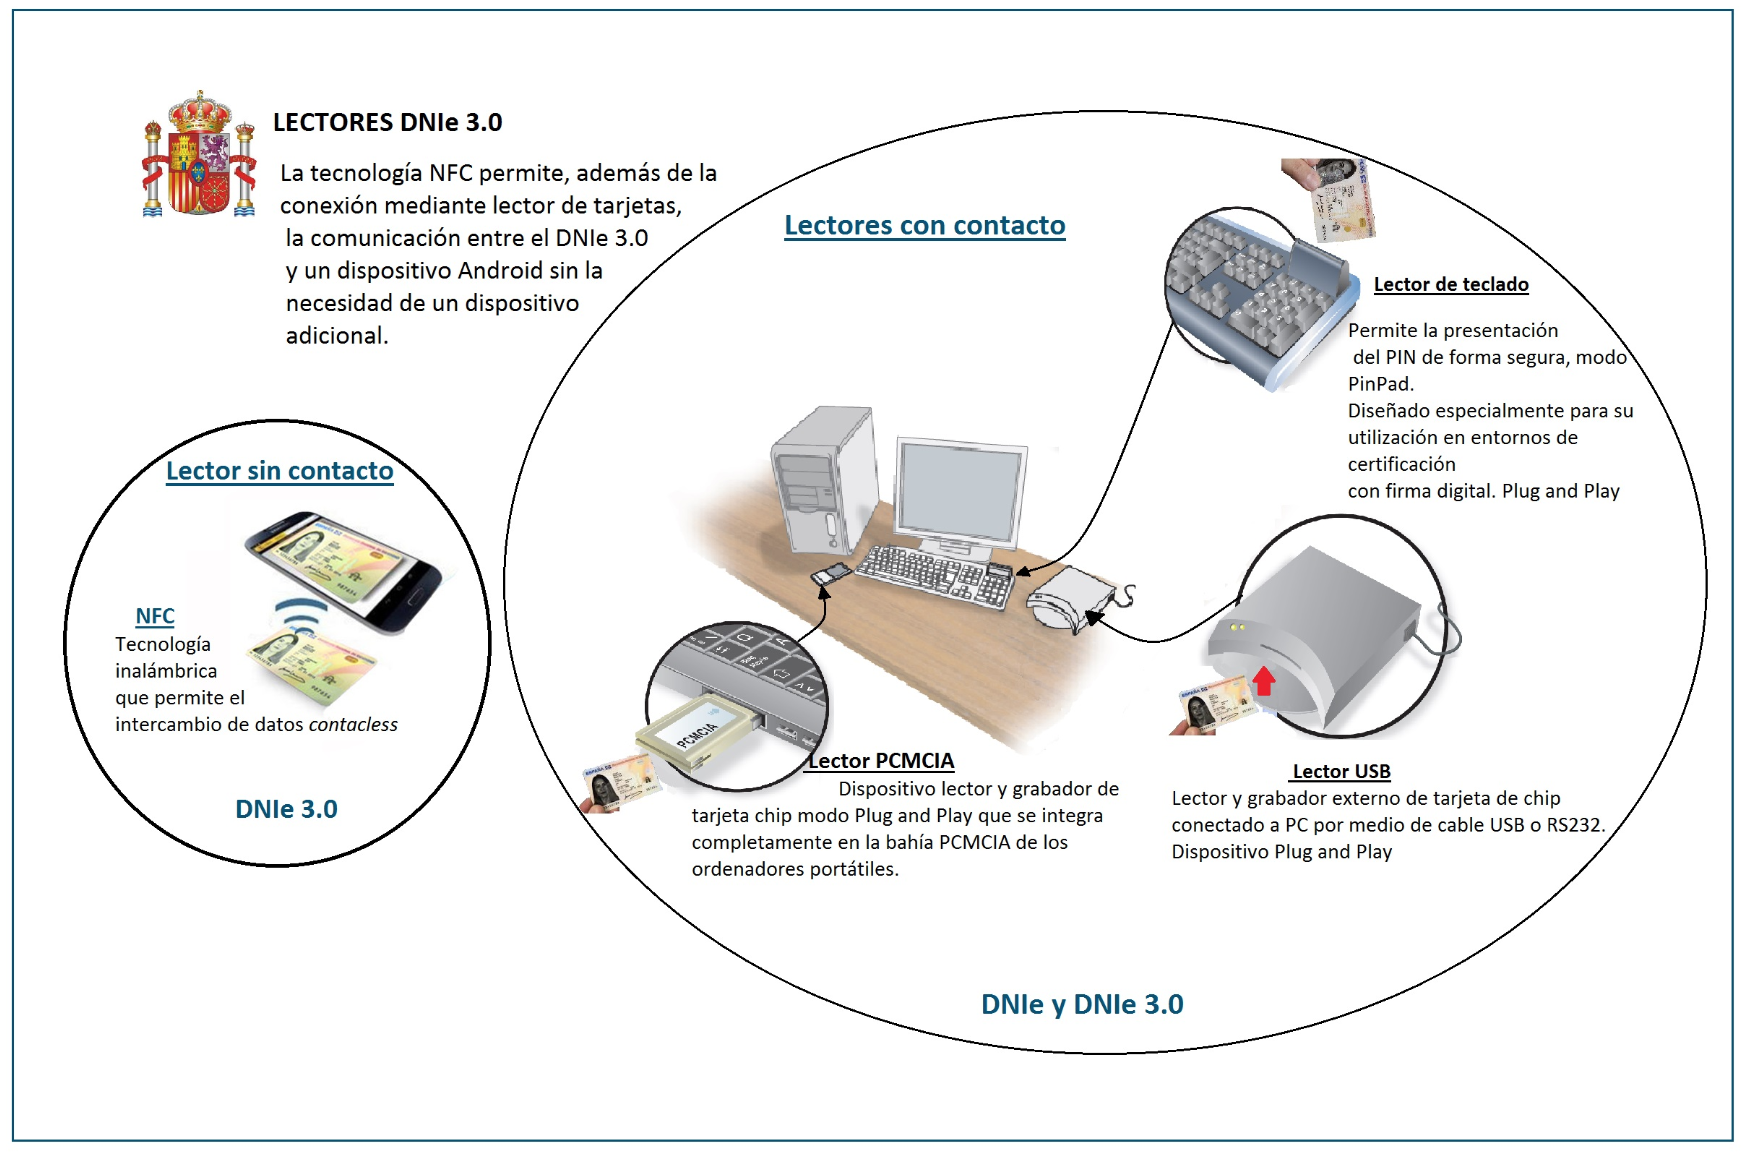 LECTORES DNIe 3.0
La tecnología NFC permite, además de la
conexión mediante lector de tarjetas,
la comunicación entre el DNIe 3.0
y un dispositivo Android sin la
necesidad de un dispositivo
adicional.
Lector sin contacto
NFC
Tecnología
inalámbrica
que permite el
intercambio de datos contacless
DNIe 3.0
Lectores con contacto
Lector de teclado
Permite la presentación
del PIN de forma segura, modo
PinPad.
Diseñado especialmente para su
utilización en entornos de
certificación
con firma digital. Plug and Play
PCMCIA
Lector PCMCIA
Dispositivo lector y grabador de
tarjeta chip modo Plug and Play que se integra
completamente en la bahía PCMCIA de los
ordenadores portátiles.
Lector USB
Lector y grabador externo de tarjeta de chip
conectado a PC por medio de cable USB o RS232.
Dispositivo Plug and Play
DNIe y DNIe 3.0